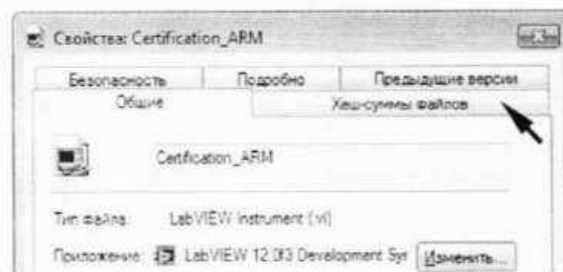 Свойства: Certification_ARM
Безопасность Подробно Предыдущие версии
Общие Хеш-суммы файлов
Certification_ARM
Тип файла: LabVIEW Instrument (.vi)
Приложение: LabVIEW 12.0f3 Development Sys
Изменить...